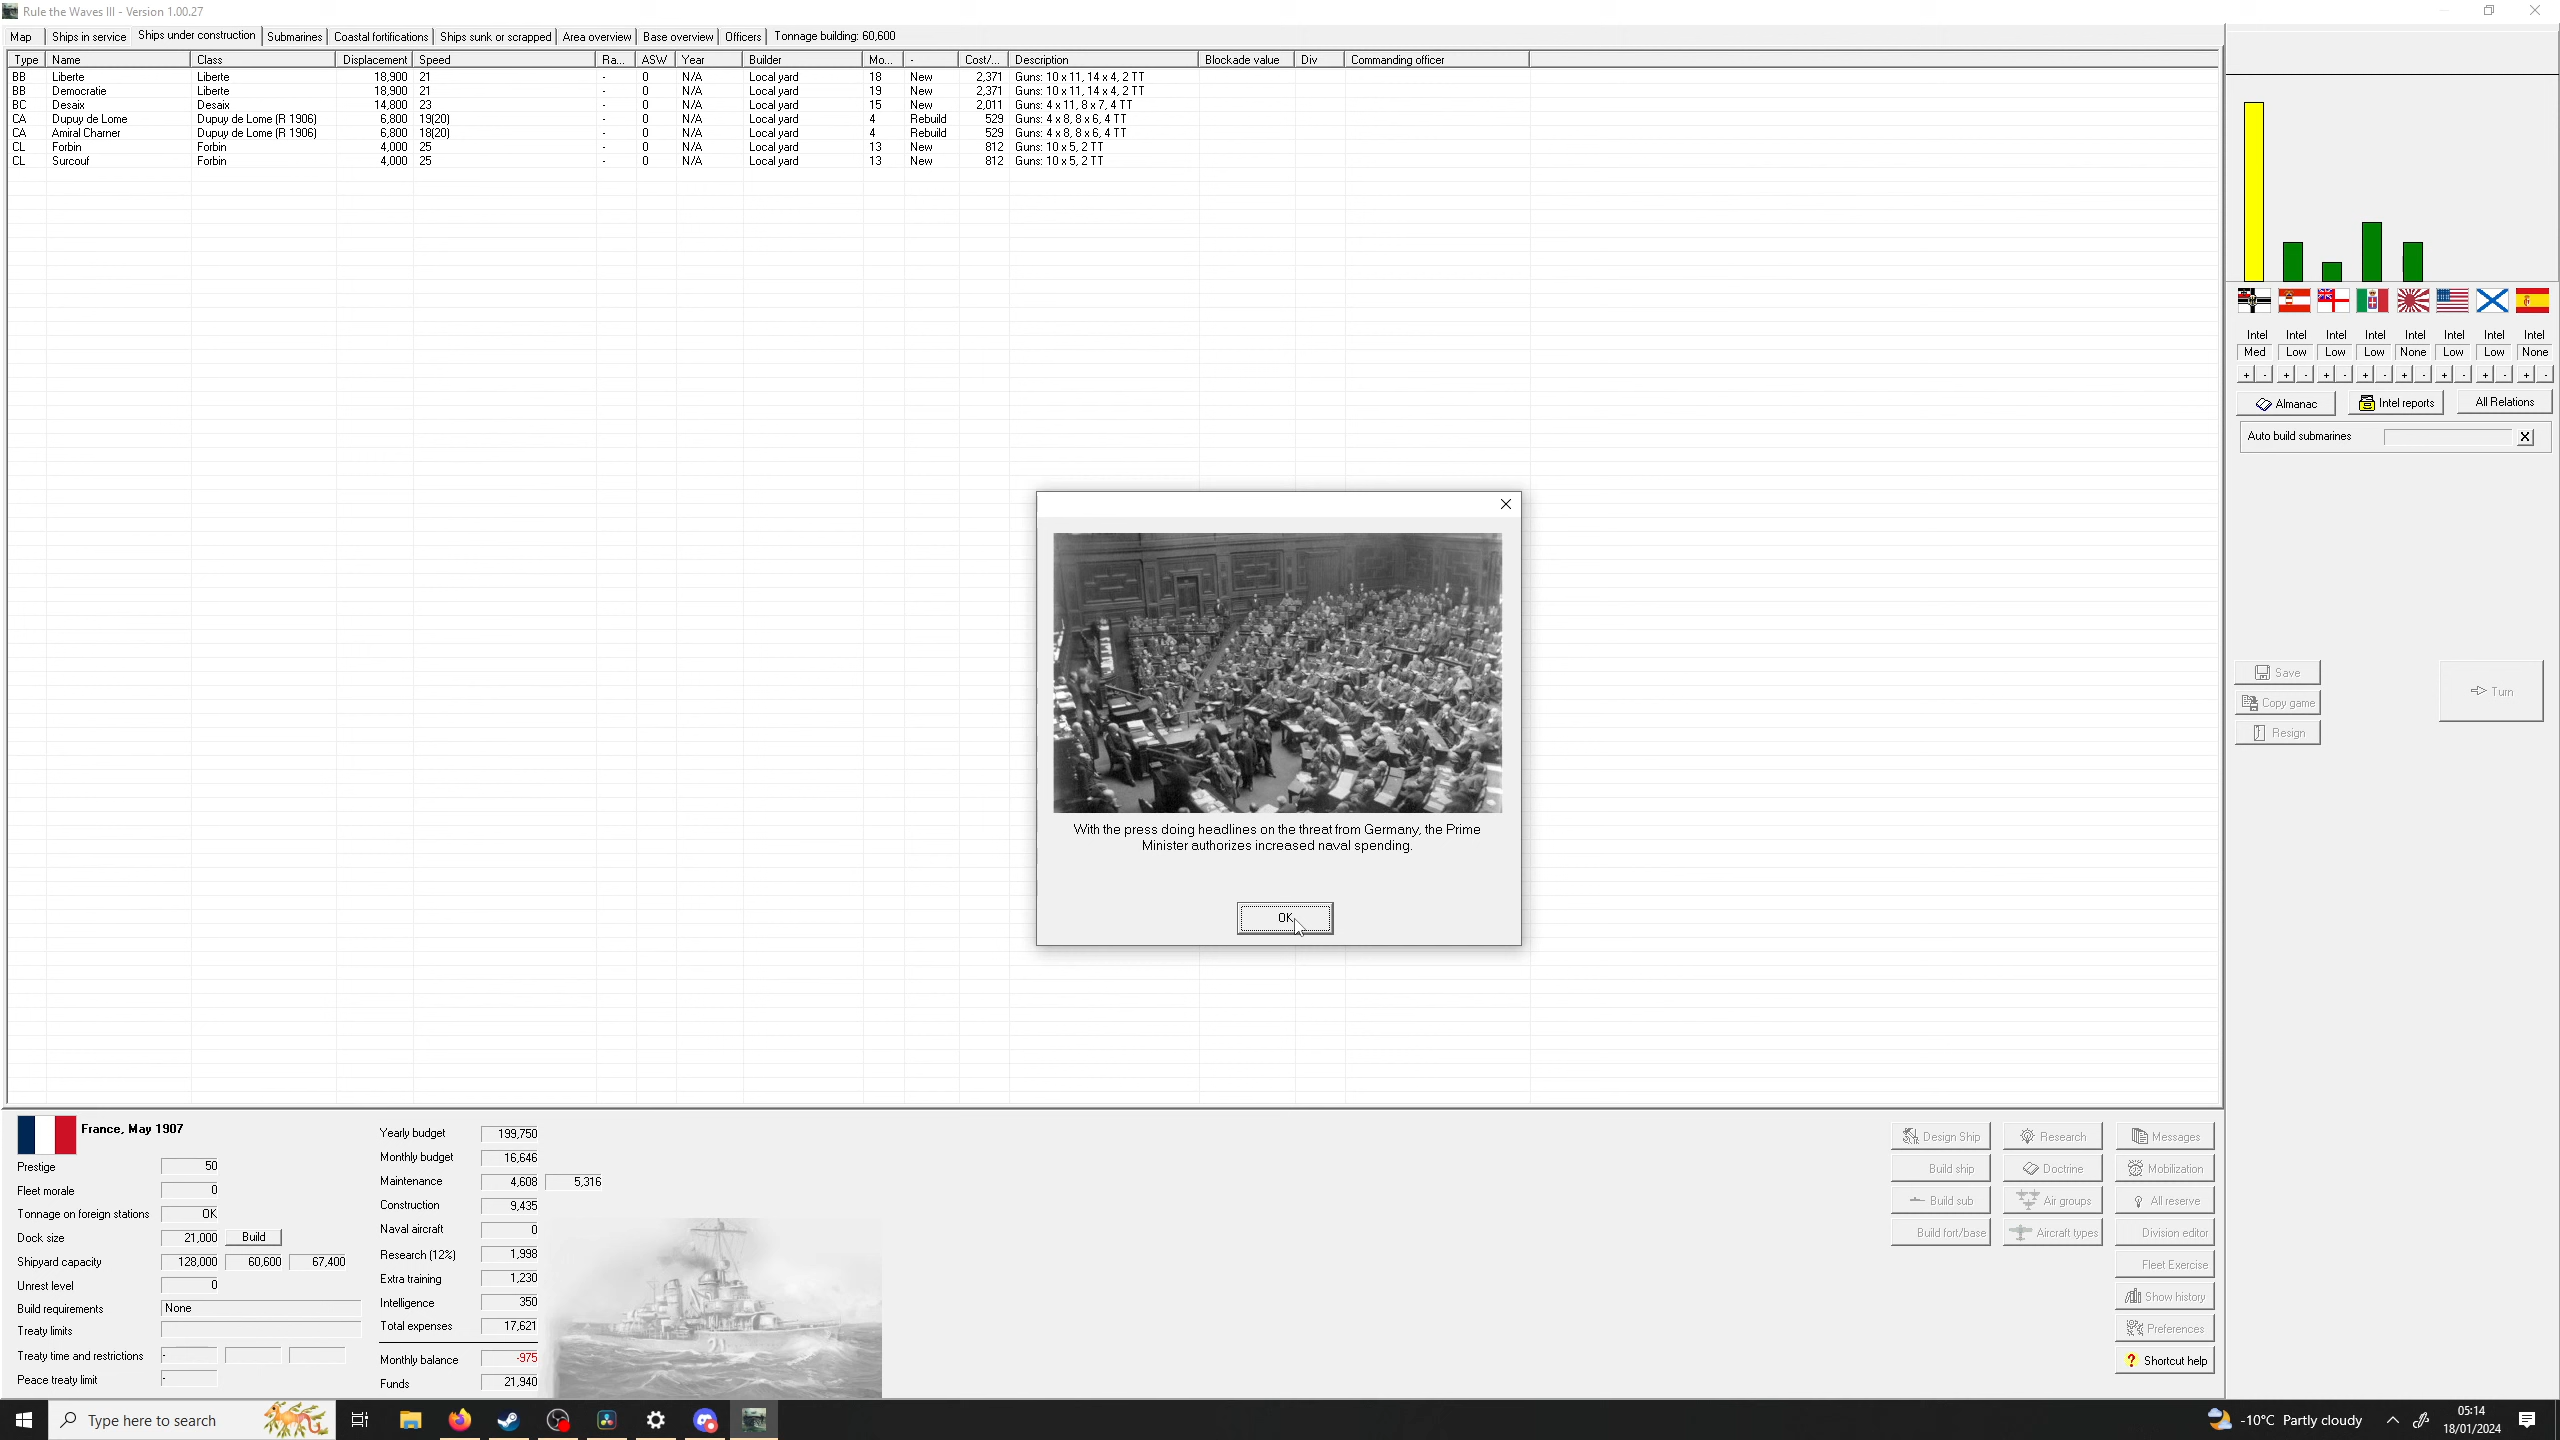 Rule the Waves III - Version 1.00.27
Map Ships in service Ships under construction Submarines Coastal fortifications Ships sunk or scrapped Area overview Base overview Officers Tonnage building: 60,600
Type Name Class Displacement Speed Ra... ASW Year Builder Mo... - Cost/... Description Blockade value Div Commanding officer
BB Liberte Liberte 18,900 21 - 0 N/A Local yard 18 New 2,371 Guns: 10 x 11, 14 x 4, 2 TT
BB Democratie Liberte 18,900 21 - 0 N/A Local yard 19 New 2,371 Guns: 10 x 11, 14 x 4, 2 TT
BC Desaix Desaix 14,800 23 - 0 N/A Local yard 15 New 2,011 Guns: 4 x 11, 8 x 7, 4 TT
CA Dupuy de Lome Dupuy de Lome (R 1906) 6,800 19(20) - 0 N/A Local yard 4 Rebuild 529 Guns: 4 x 8, 8 x 6, 4 TT
CA Amiral Charner Dupuy de Lome (R 1906) 6,800 18(20) - 0 N/A Local yard 4 Rebuild 529 Guns: 4 x 8, 8 x 6, 4 TT
CL Forbin Forbin 4,000 25 - 0 N/A Local yard 13 New 812 Guns: 10 x 5, 2 TT
CL Surcouf Forbin 4,000 25 - 0 N/A Local yard 13 New 812 Guns: 10 x 5, 2 TT
Intel Intel Intel Intel Intel Intel Intel Intel
Med Low Low Low None Low Low None
+ - + - + - + - + - + - + - + -
Almanac Intel reports All Relations
Auto build submarines X
Save
Copy game
Resign
Turn
With the press doing headlines on the threat from Germany, the Prime
Minister authorizes increased naval spending.
OK
France, May 1907
Prestige 50
Fleet morale 0
Tonnage on foreign stations OK
Dock size 21,000 Build
Shipyard capacity 128,000 60,600 67,400
Unrest level 0
Build requirements None
Treaty limits
Treaty time and restrictions -
Peace treaty limit -
Yearly budget 199,750
Monthly budget 16,646
Maintenance 4,608 5,316
Construction 9,435
Naval aircraft 0
Research (12%) 1,998
Extra training 1,230
Intelligence 350
Total expenses 17,621
Monthly balance -975
Funds 21,940
Design Ship Research Messages
Build ship Doctrine Mobilization
Build sub Air groups All reserve
Build fort/base Aircraft types Division editor
Fleet Exercise
Show history
Preferences
? Shortcut help
Type here to search
-10°C Partly cloudy
05:14
18/01/2024